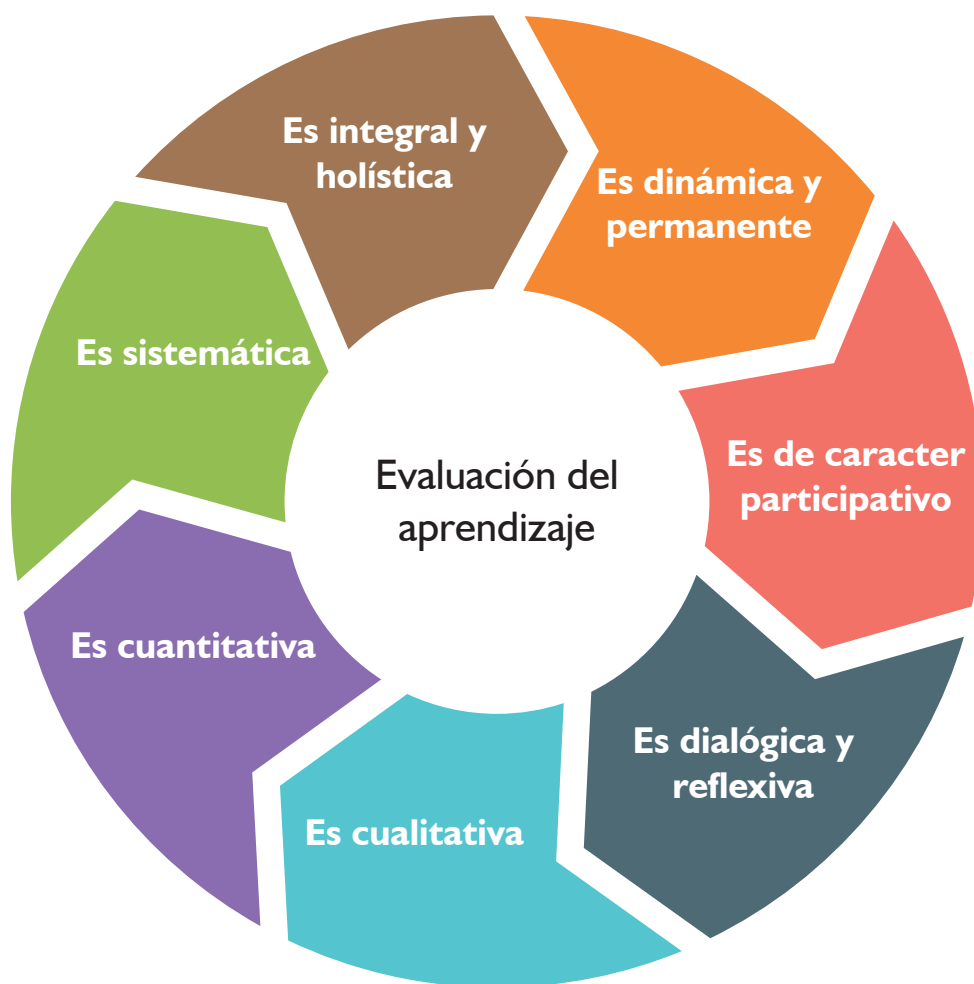 Es integral y
holística
Es dinámica y
permanente
Es de caracter
participativo
Es dialógica y
reflexiva
Es cualitativa
Es cuantitativa
Es sistemática
Evaluación del
aprendizaje